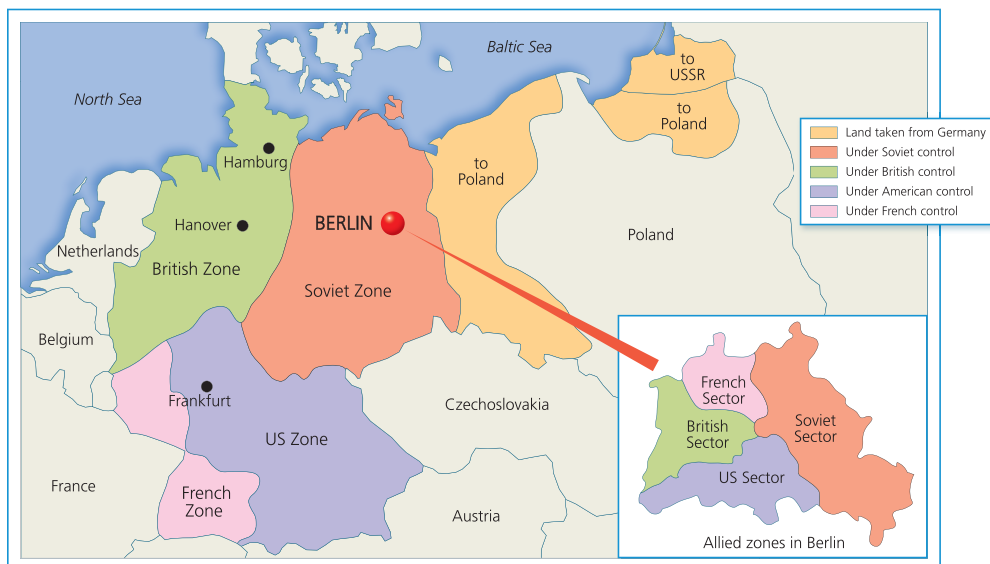 North Sea
Baltic Sea
to
USSR
to
Poland
to
Poland
Hamburg
Hanover
BERLIN
Netherlands
British Zone
Soviet Zone
Poland
Belgium
Frankfurt
Czechoslovakia
US Zone
France
French
Zone
Austria
Land taken from Germany
Under Soviet control
Under British control
Under American control
Under French control
French
Sector
British
Sector
Soviet
Sector
US Sector
Allied zones in Berlin